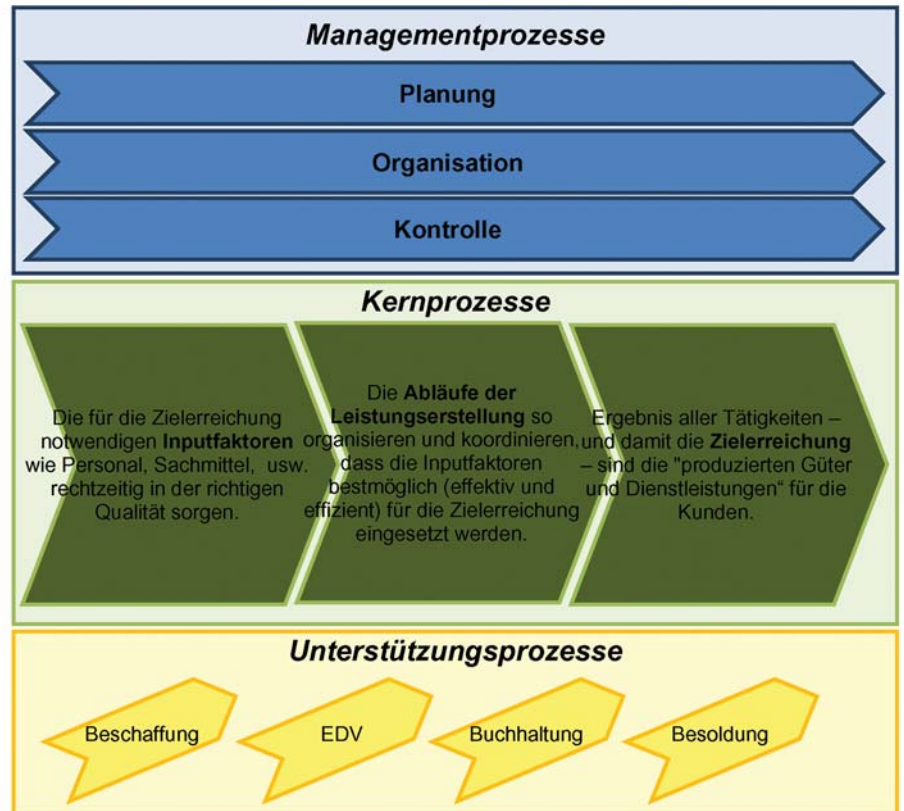 Managementprozesse
Planung
Organisation
Kontrolle
Kernprozesse
Die für die Zielerreichung
notwendigen Inputfaktoren
wie Personal, Sachmittel, usw.
rechtzeitig in der richtigen
Qualität sorgen.
Die Abläufe der
Leistungserstellung so
organisieren und koordinieren,
dass die Inputfaktoren
bestmöglich (effektiv und
effizient) für die Zielerreichung
eingesetzt werden.
Ergebnis aller Tätigkeiten –
und damit die Zielerreichung
– sind die "produzierten Güter
und Dienstleistungen“ für die
Kunden.
Unterstützungsprozesse
Beschaffung
EDV
Buchhaltung
Besoldung